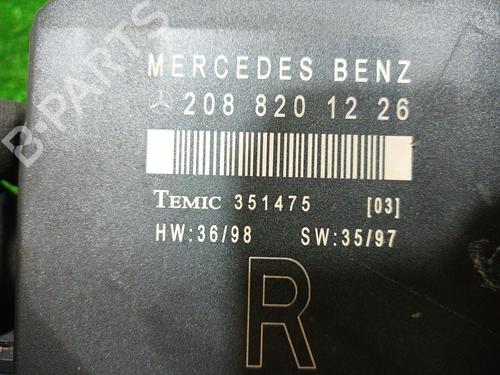 MERCEDES BENZ
208 820 12 26
TEMIC 351475 [03]
HW:36/98 SW:35/97
R
B-PARTS